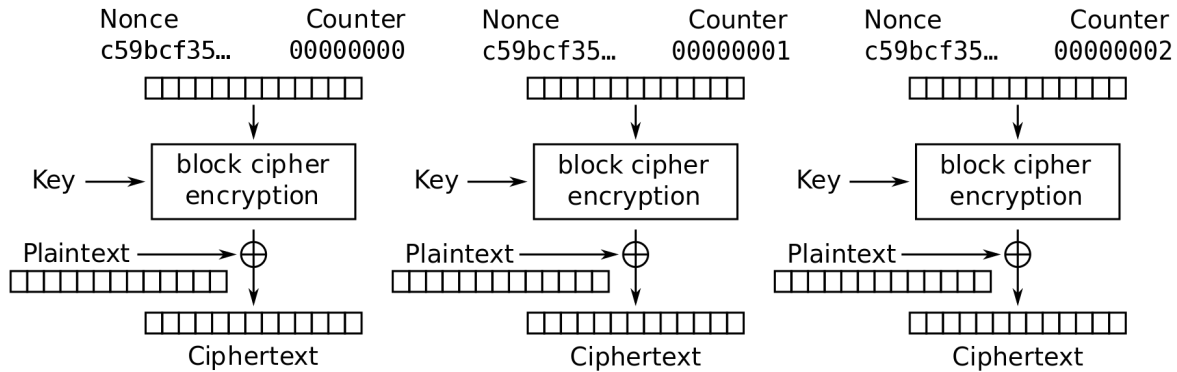 Nonce Counter Nonce Counter Nonce Counter
c59bcf35… 00000000 c59bcf35… 00000001 c59bcf35… 00000002
block cipher block cipher block cipher
Key encryption Key encryption Key encryption
Plaintext Plaintext Plaintext
Ciphertext Ciphertext Ciphertext